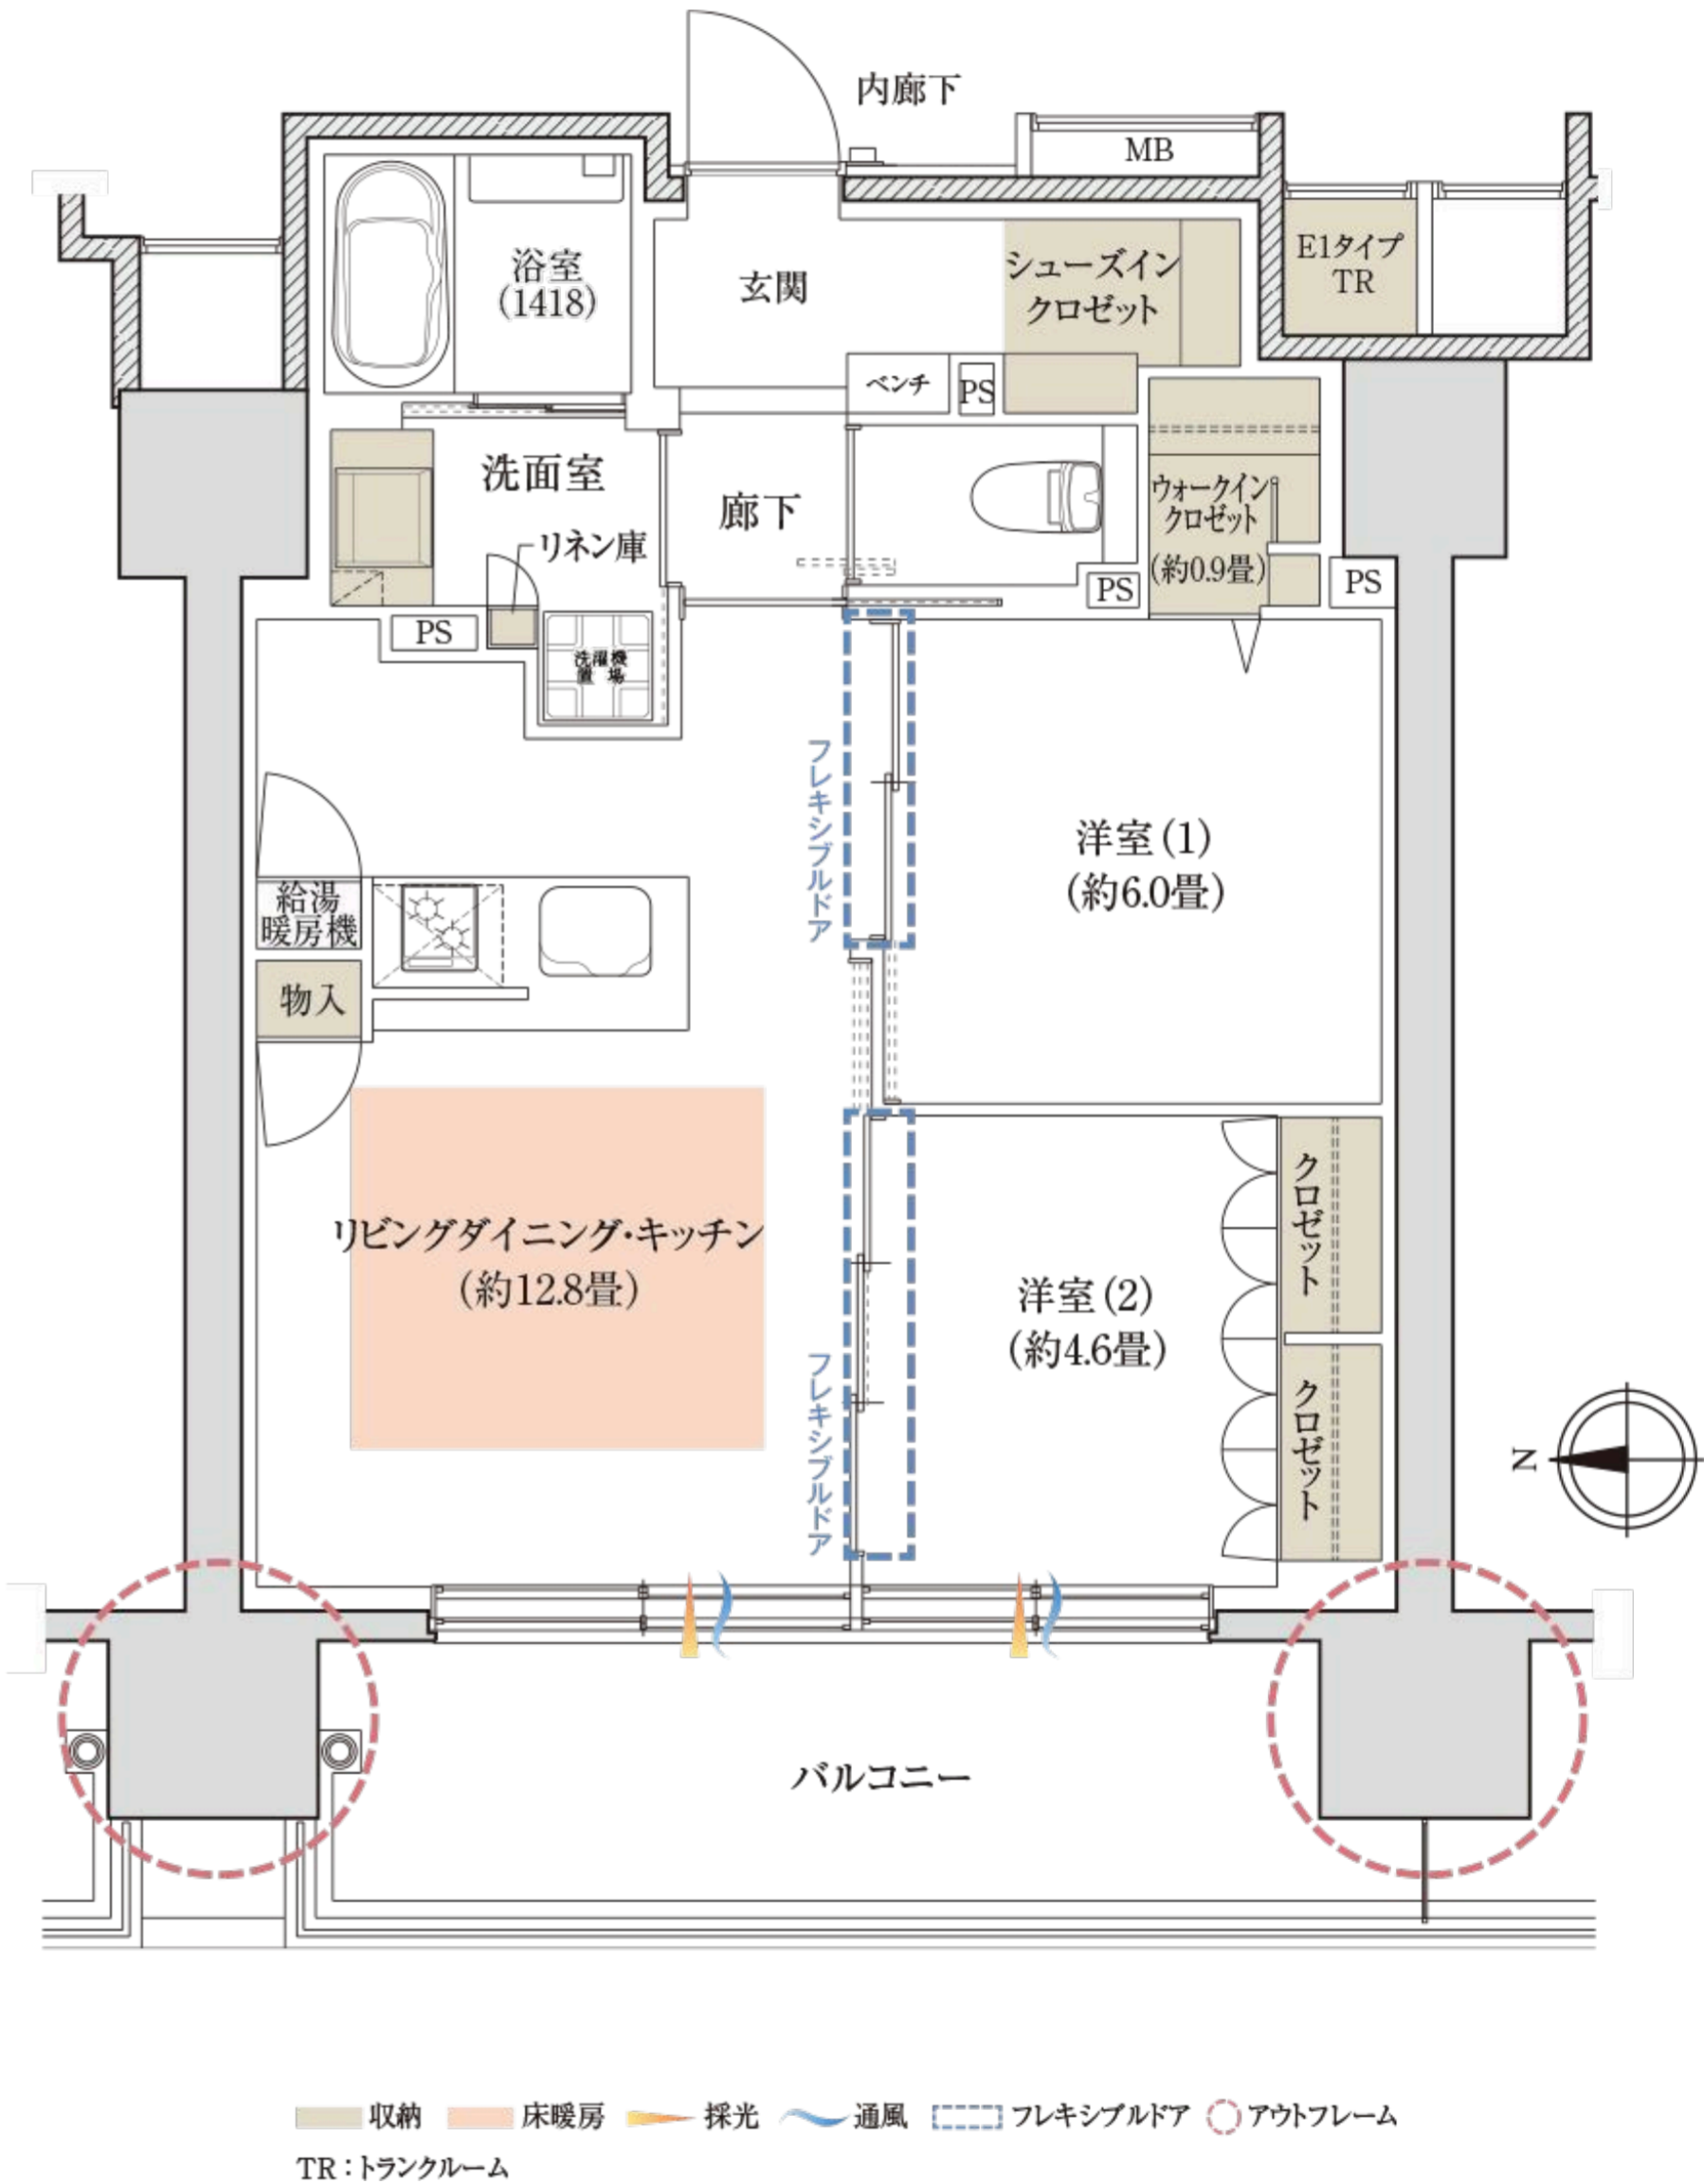 内廊下
MB
浴室
(1418)
玄関
シューズイン
クロゼット
E1タイプ
TR
ベンチ
PS
洗面室
リネン庫
廊下
ウォークイン
クロゼット
(約0.9畳)
PS
PS
PS
洗濯機
置場
フレキシブルドア
洋室(1)
(約6.0畳)
給湯
暖房機
物入
リビングダイニング・キッチン
(約12.8畳)
フレキシブルドア
洋室(2)
(約4.6畳)
クロゼット
クロゼット
N
バルコニー
収納 床暖房 採光 通風 フレキシブルドア アウトフレーム
TR：トランクルーム